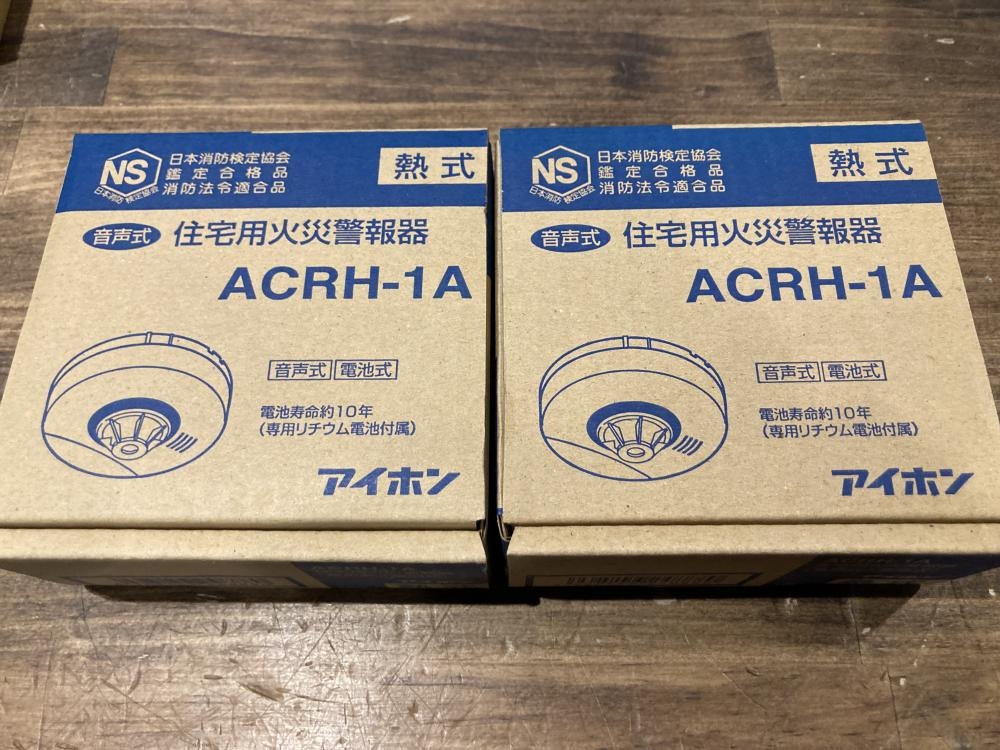 NS
日本消防検定協会
日本消防検定協会
鑑定合格品
消防法令適合品
熱式
音声式 住宅用火災警報器
ACRH-1A
音声式 電池式
電池寿命約10年
(専用リチウム電池付属)
アイホン
NS
日本消防検定協会
日本消防検定協会
鑑定合格品
消防法令適合品
熱式
音声式 住宅用火災警報器
ACRH-1A
音声式 電池式
電池寿命約10年
(専用リチウム電池付属)
アイホン
ACRH-1A